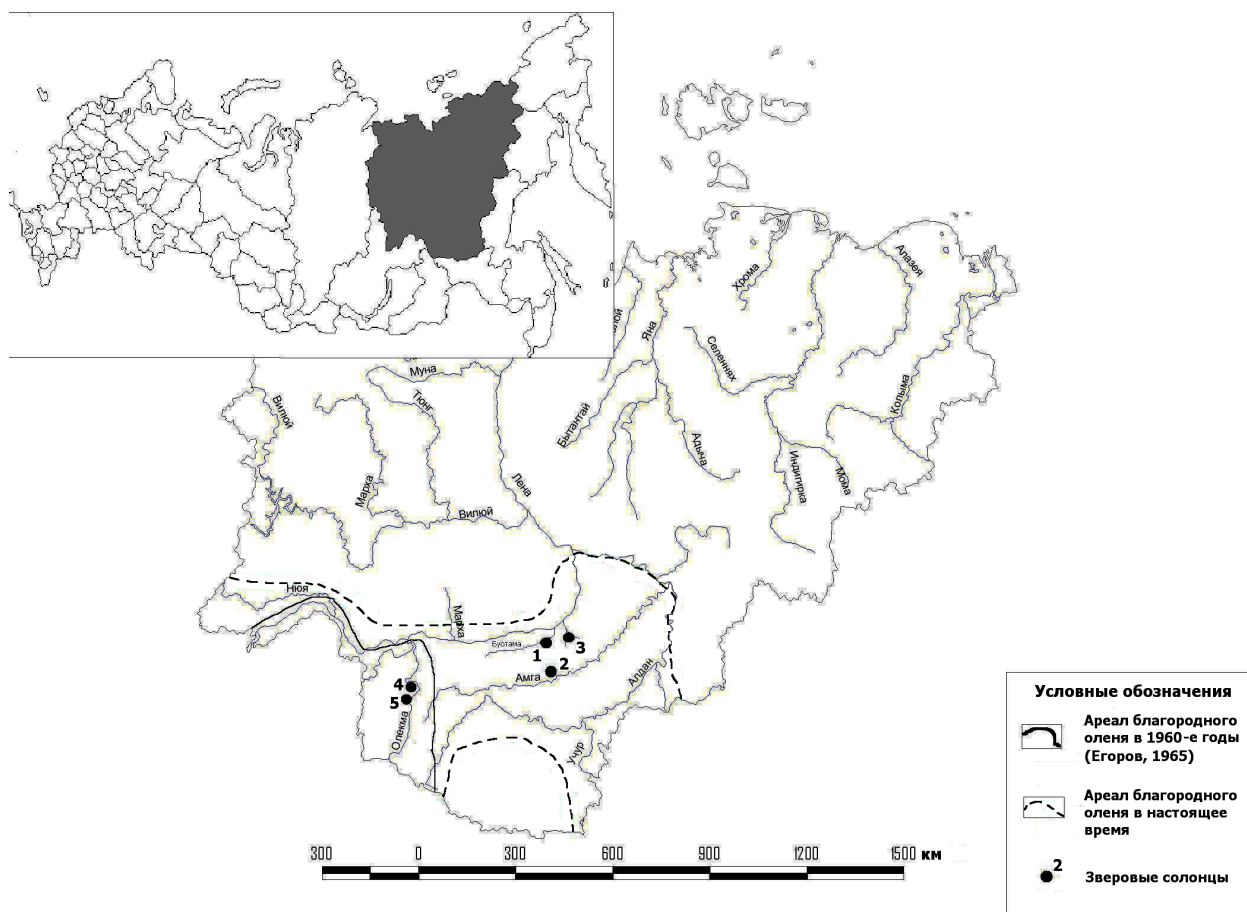 Хрома
Алазея
Яна
Селеннях
Муна
Тюнг
Вилюй
Бытантай
Колыма
Адыча
Индигирка
Мома
Лена
Марха
Вилюй
Нюя
Марха
Буотама
1
3
2
Амга
Алдан
4
5
Олекма
Учур
Условные обозначения
Ареал благородного
оленя в 1960-е годы
(Егоров, 1965)
Ареал благородного
оленя в настоящее
время
2
Зверовые солонцы
300 0 300 600 900 1200 1500 км